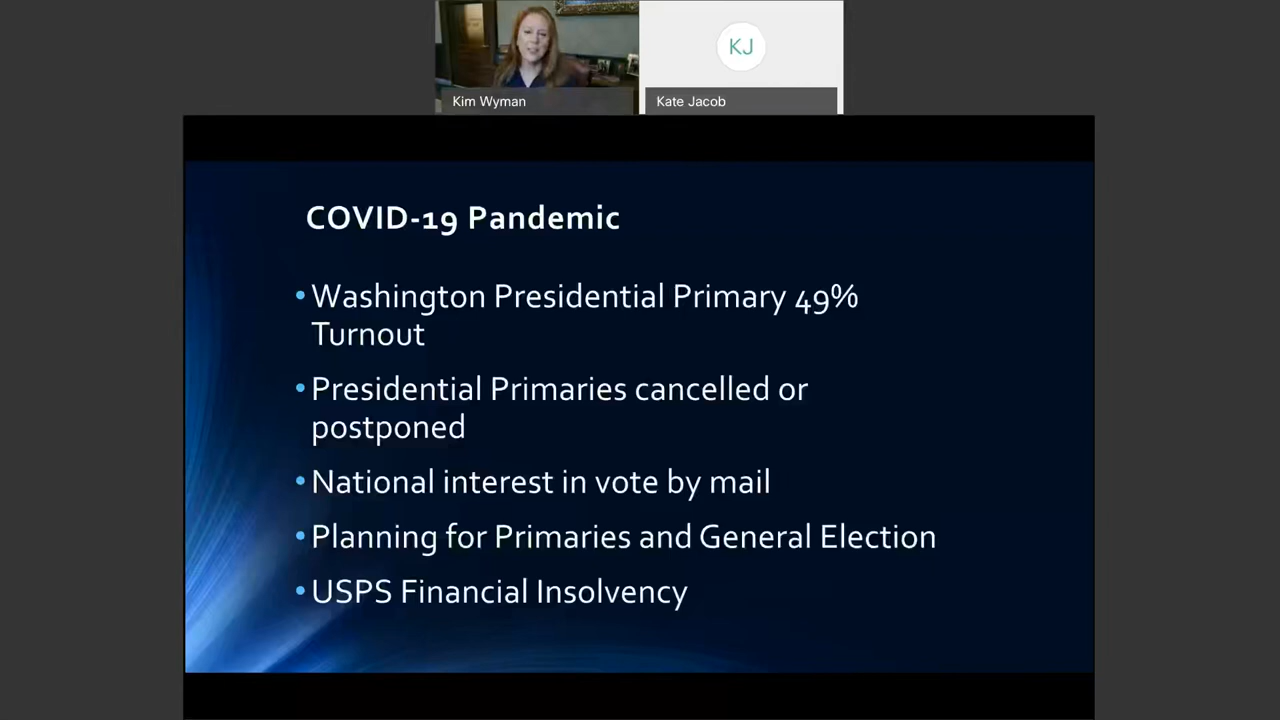 KJ
Kim Wyman
Kate Jacob
COVID-19 Pandemic
• Washington Presidential Primary 49%
Turnout
• Presidential Primaries cancelled or
postponed
• National interest in vote by mail
• Planning for Primaries and General Election
• USPS Financial Insolvency